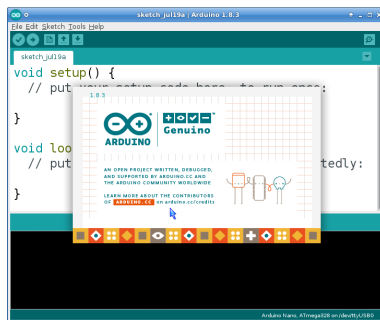 sketch_jul19a | Arduino 1.8.3
File Edit Sketch Tools Help
sketch_jul19a
void setup() {
// put your setup code here, to run once:
1.8.3
}
ARDUINO
Genuino
void loo
// put
tedly:
AN OPEN PROJECT WRITTEN, DEBUGGED,
AND SUPPORTED BY ARDUINO.CC AND
THE ARDUINO COMMUNITY WORLDWIDE
LEARN MORE ABOUT THE CONTRIBUTORS
OF ARDUINO.CC on arduino.cc/credits
}
Arduino Nano, ATmega328 on /dev/ttyUSB0